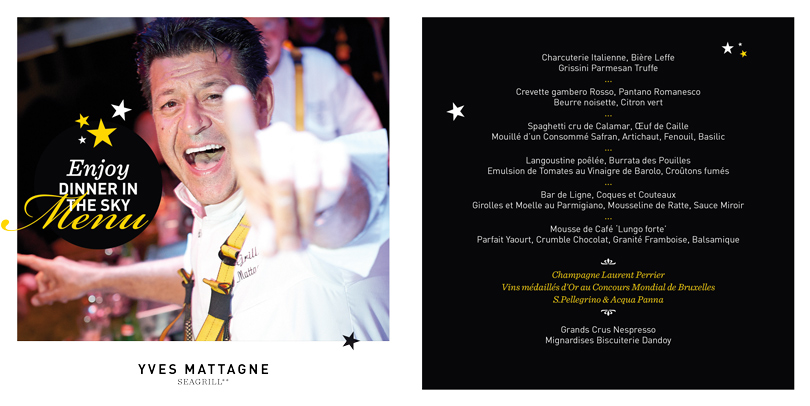 Enjoy
DINNER IN
THE SKY
Menu
YVES MATTAGNE
SEAGRILL**
Charcuterie Italienne, Bière Leffe
Grissini Parmesan Truffe
...
Crevette gambero Rosso, Pantano Romanesco
Beurre noisette, Citron vert
...
Spaghetti cru de Calamar, Œuf de Caille
Mouillé d'un Consommé Safran, Artichaut, Fenouil, Basilic
...
Langoustine poêlée, Burrata des Pouilles
Emulsion de Tomates au Vinaigre de Barolo, Croûtons fumés
...
Bar de Ligne, Coques et Couteaux
Girolles et Moelle au Parmigiano, Mousseline de Ratte, Sauce Miroir
...
Mousse de Café 'Lungo forte'
Parfait Yaourt, Crumble Chocolat, Granité Framboise, Balsamique
Champagne Laurent Perrier
Vins médaillés d'Or au Concours Mondial de Bruxelles
S.Pellegrino & Acqua Panna
Grands Crus Nespresso
Mignardises Biscuiterie Dandoy